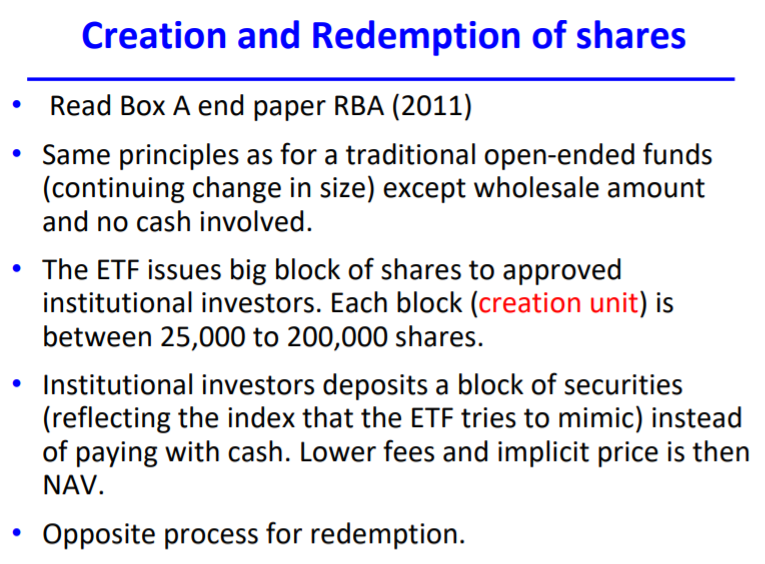 Creation and Redemption of shares
• Read Box A end paper RBA (2011)
• Same principles as for a traditional open-ended funds
(continuing change in size) except wholesale amount
and no cash involved.
• The ETF issues big block of shares to approved
institutional investors. Each block (creation unit) is
between 25,000 to 200,000 shares.
• Institutional investors deposits a block of securities
(reflecting the index that the ETF tries to mimic) instead
of paying with cash. Lower fees and implicit price is then
NAV.
• Opposite process for redemption.